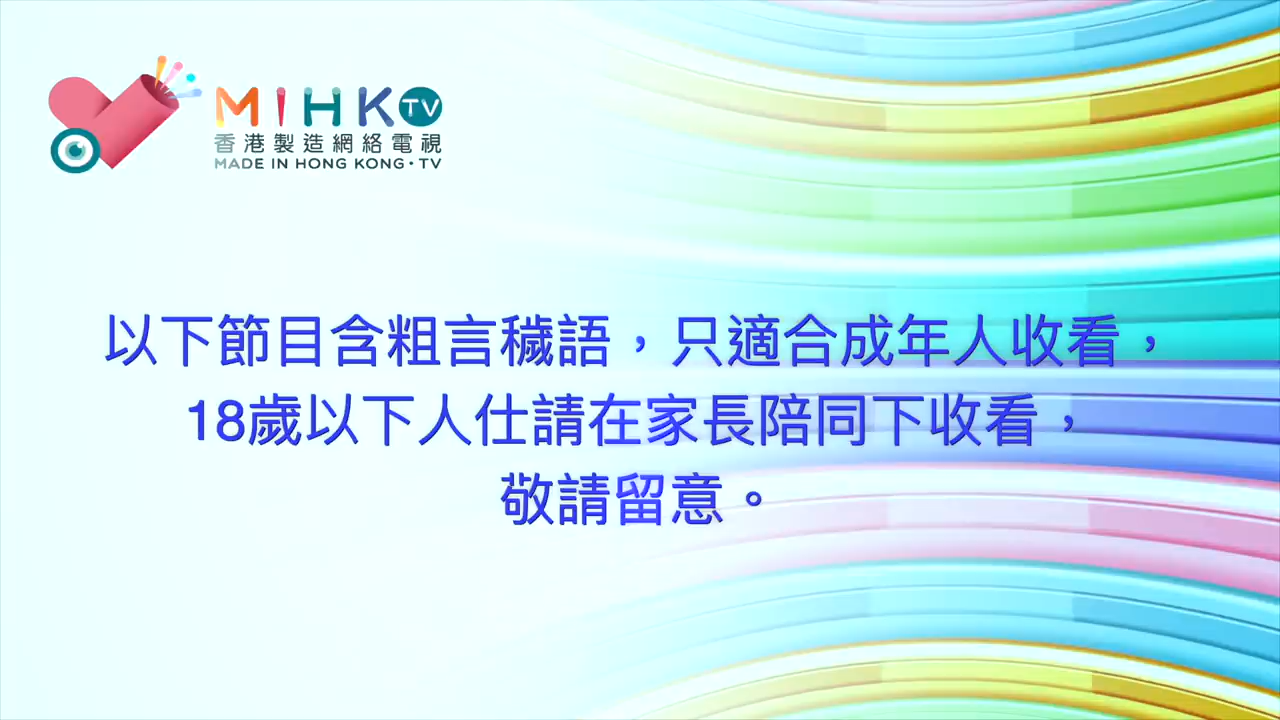 MIHK TV
香港製造網絡電視
MADE IN HONG KONG·TV
以下節目含粗言穢語，只適合成年人收看，
18歲以下人仕請在家長陪同下收看，
敬請留意。